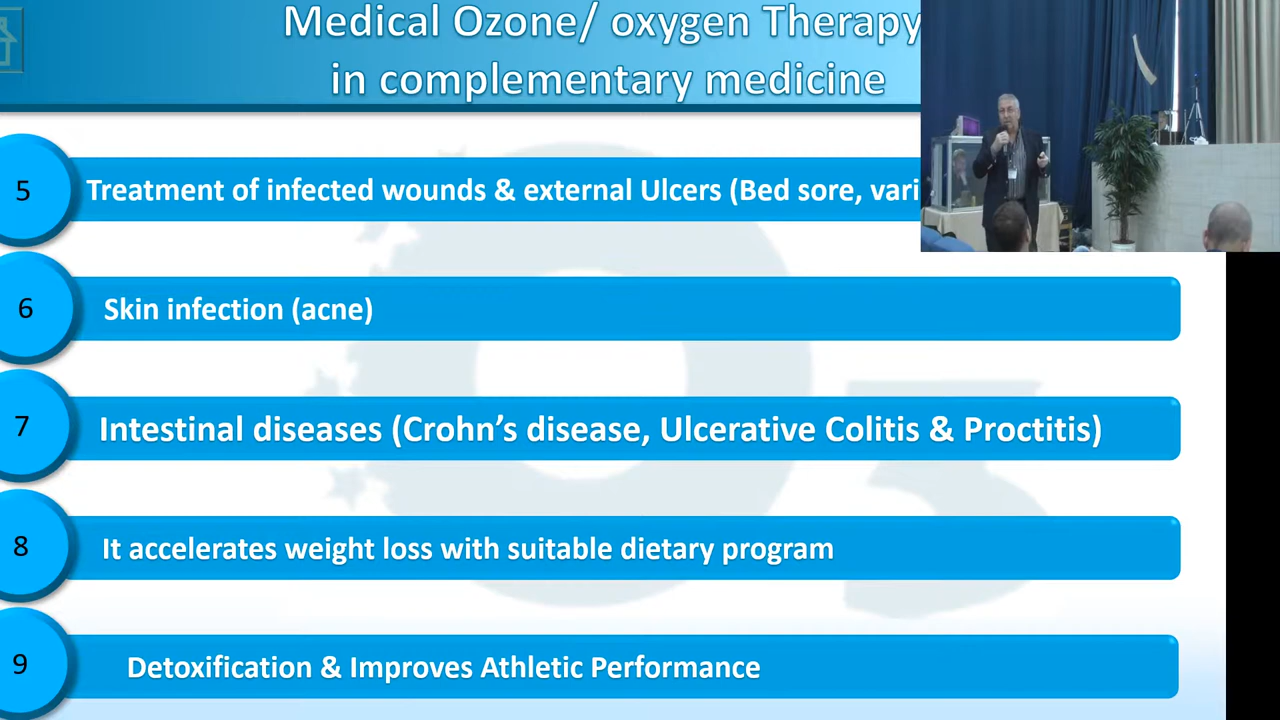 Medical Ozone/ oxygen Therapy
in complementary medicine
5
Treatment of infected wounds & external Ulcers (Bed sore,
6
Skin infection (acne)
7
Intestinal diseases (Crohn’s disease, Ulcerative Colitis & Proctitis)
8
It accelerates weight loss with suitable dietary program
9
Detoxification & Improves Athletic Performance